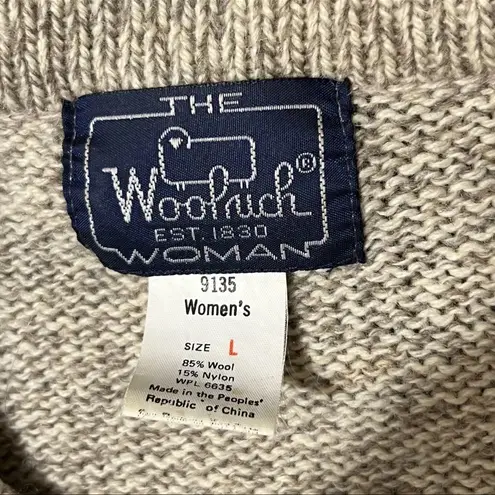 THE
Woolrich®
EST. 1830
WOMAN
9135
Women's
SIZE L
85% Wool
15% Nylon
WPL 6635
Made in the Peoples'
Republic of China